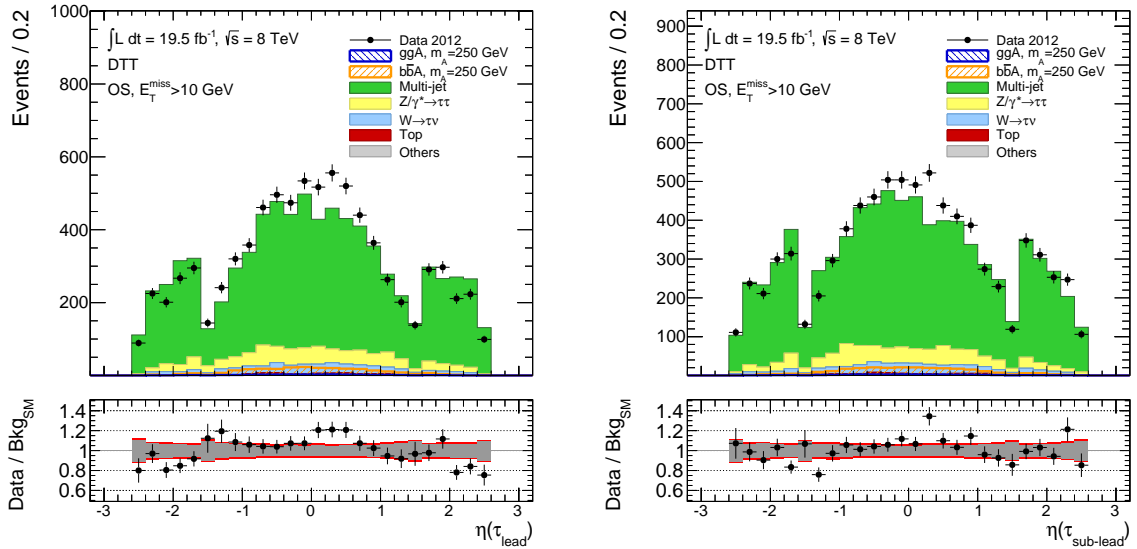 Events / 0.2
1000
800
600
400
200
∫L dt = 19.5 fb⁻¹, √s = 8 TeV
DTT
OS, E_T^miss>10 GeV
Data 2012
ggA, m_A=250 GeV
bb̄A, m_A=250 GeV
Multi-jet
Z/γ*→ττ
W→τν
Top
Others
Data / Bkg_SM
1.4
1.2
1.0
0.8
0.6
-3 -2 -1 0 1 2 3
η(τ_lead)
Events / 0.2
900
800
700
600
500
400
300
200
100
∫L dt = 19.5 fb⁻¹, √s = 8 TeV
DTT
OS, E_T^miss>10 GeV
Data 2012
ggA, m_A=250 GeV
bb̄A, m_A=250 GeV
Multi-jet
Z/γ*→ττ
W→τν
Top
Others
Data / Bkg_SM
1.4
1.2
1.0
0.8
0.6
-3 -2 -1 0 1 2 3
η(τ_sub-lead)